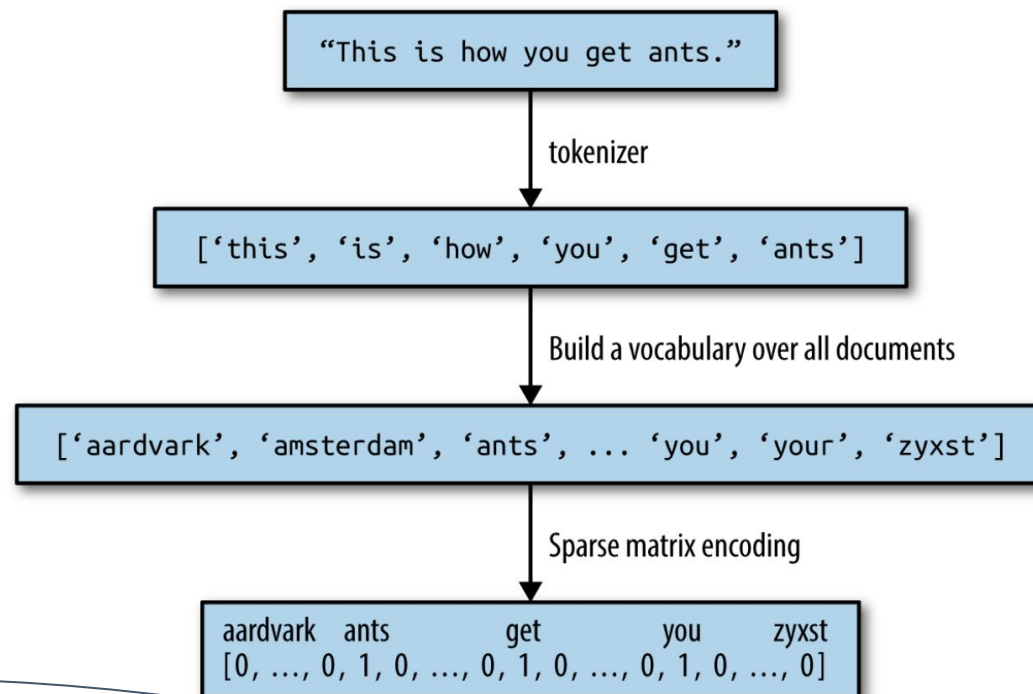 “This is how you get ants.”
tokenizer
[‘this’, ‘is’, ‘how’, ‘you’, ‘get’, ‘ants’]
Build a vocabulary over all documents
[‘aardvark’, ‘amsterdam’, ‘ants’, ... ‘you’, ‘your’, ‘zyxst’]
Sparse matrix encoding
aardvark ants get you zyxst
[0, …, 0, 1, 0, …, 0, 1, 0, …, 0, 1, 0, …, 0]